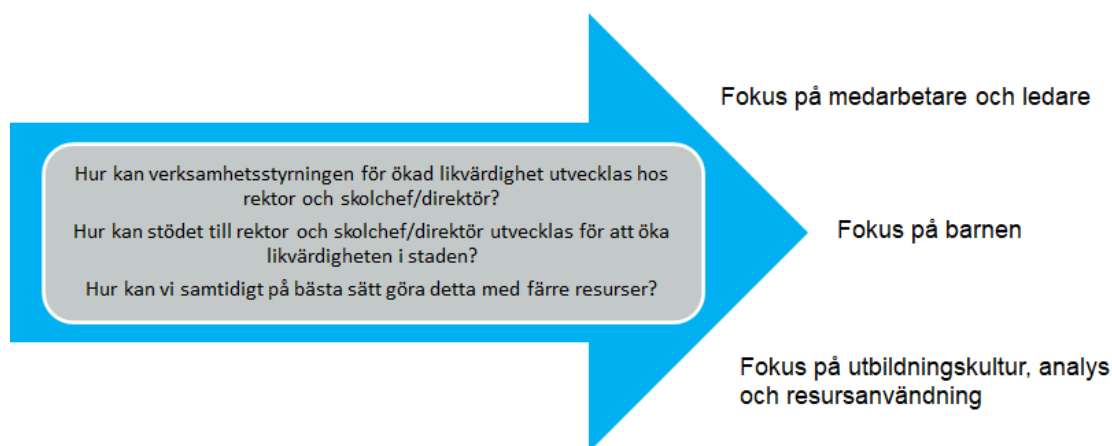 Fokus på medarbetare och ledare
Hur kan verksamhetsstyrningen för ökad likvärdighet utvecklas hos
rektor och skolchef/direktör?
Hur kan stödet till rektor och skolchef/direktör utvecklas för att öka
likvärdigheten i staden?
Hur kan vi samtidigt på bästa sätt göra detta med färre resurser?
Fokus på barnen
Fokus på utbildningskultur, analys
och resursanvändning